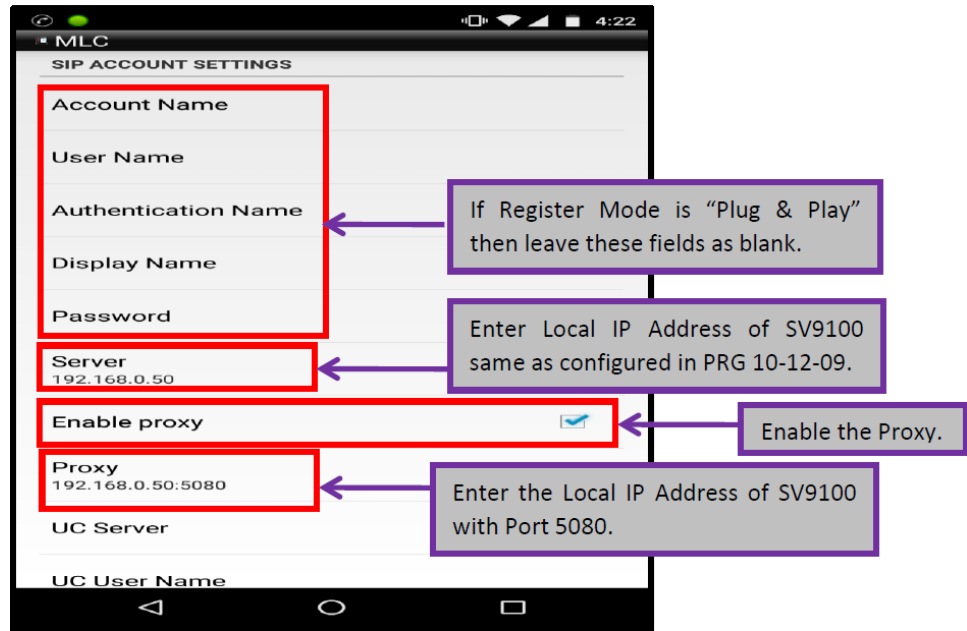 4:22
MLC
SIP ACCOUNT SETTINGS
Account Name
User Name
Authentication Name
Display Name
Password
Server
192.168.0.50
Enable proxy
Proxy
192.168.0.50:5080
UC Server
UC User Name
If Register Mode is “Plug & Play”
then leave these fields as blank.
Enter Local IP Address of SV9100
same as configured in PRG 10-12-09.
Enable the Proxy.
Enter the Local IP Address of SV9100
with Port 5080.